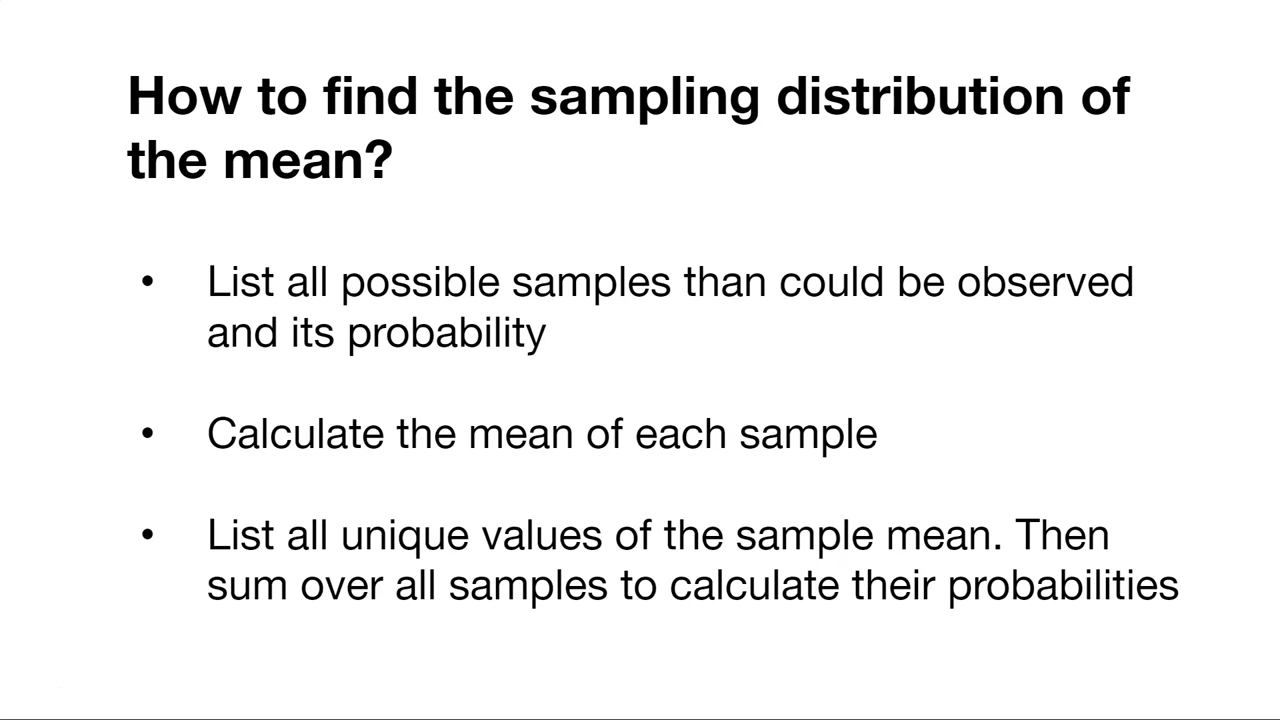 How to find the sampling distribution of
the mean?
• List all possible samples than could be observed
and its probability
• Calculate the mean of each sample
• List all unique values of the sample mean. Then
sum over all samples to calculate their probabilities